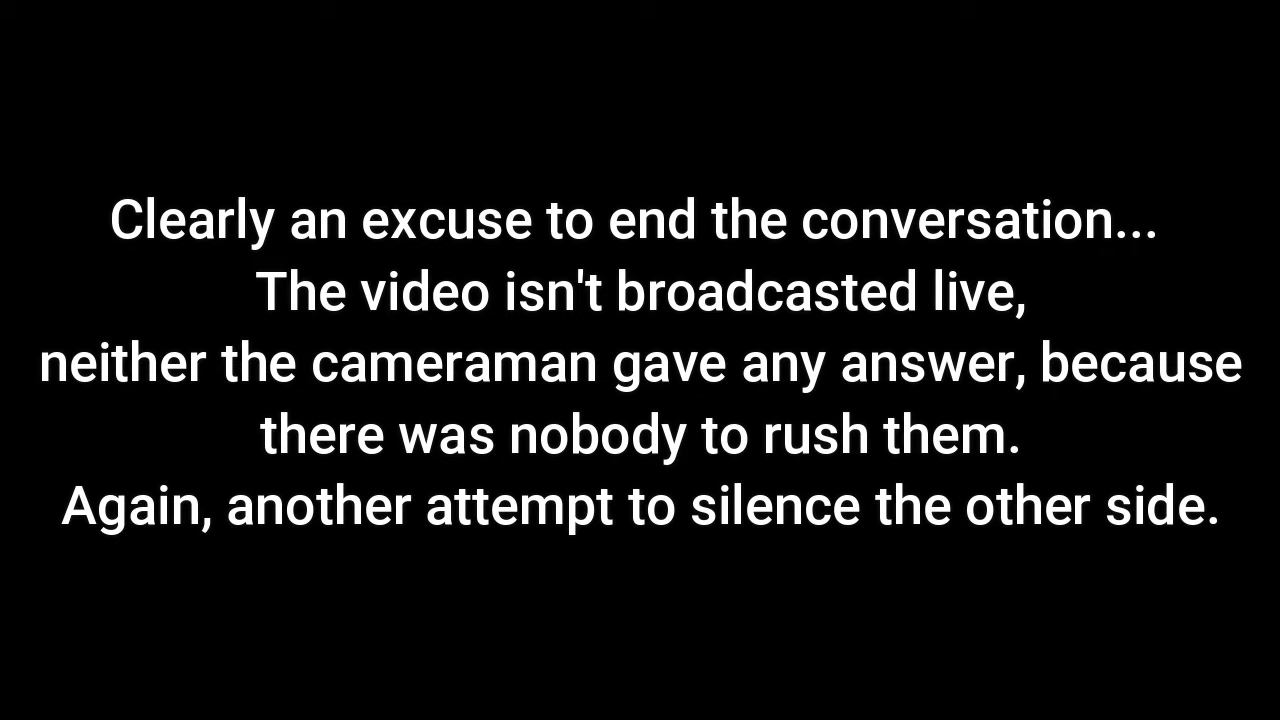 Clearly an excuse to end the conversation...
The video isn't broadcasted live,
neither the cameraman gave any answer, because
there was nobody to rush them.
Again, another attempt to silence the other side.